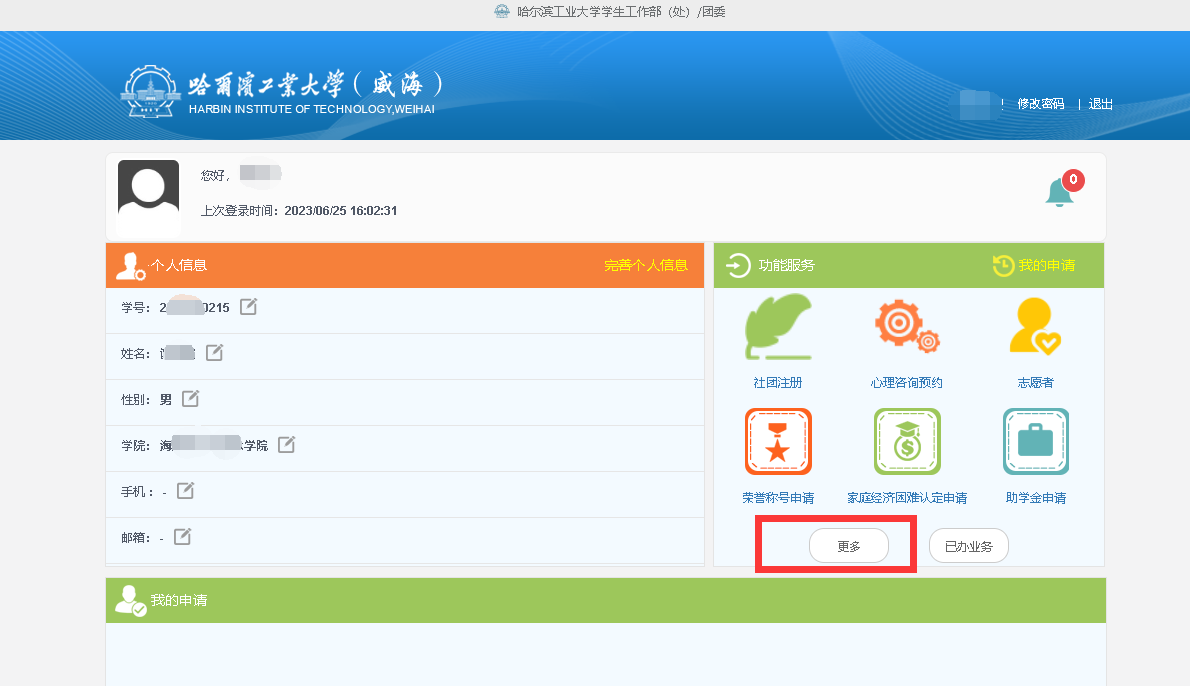 哈尔滨工业大学学生工作部（处）/团委
哈尔滨工业大学（威海）
HARBIN INSTITUTE OF TECHNOLOGY,WEIHAI
! 修改密码 | 退出
您好，
0
上次登录时间：2023/06/25 16:02:31
个人信息 完善个人信息
功能服务 我的申请
学号： 2 0215
姓名：
性别： 男
学院： 海 学院
手机： -
邮箱： -
社团注册 心理咨询预约 志愿者
荣誉称号申请 家庭经济困难认定申请 助学金申请
更多 已办业务
我的申请